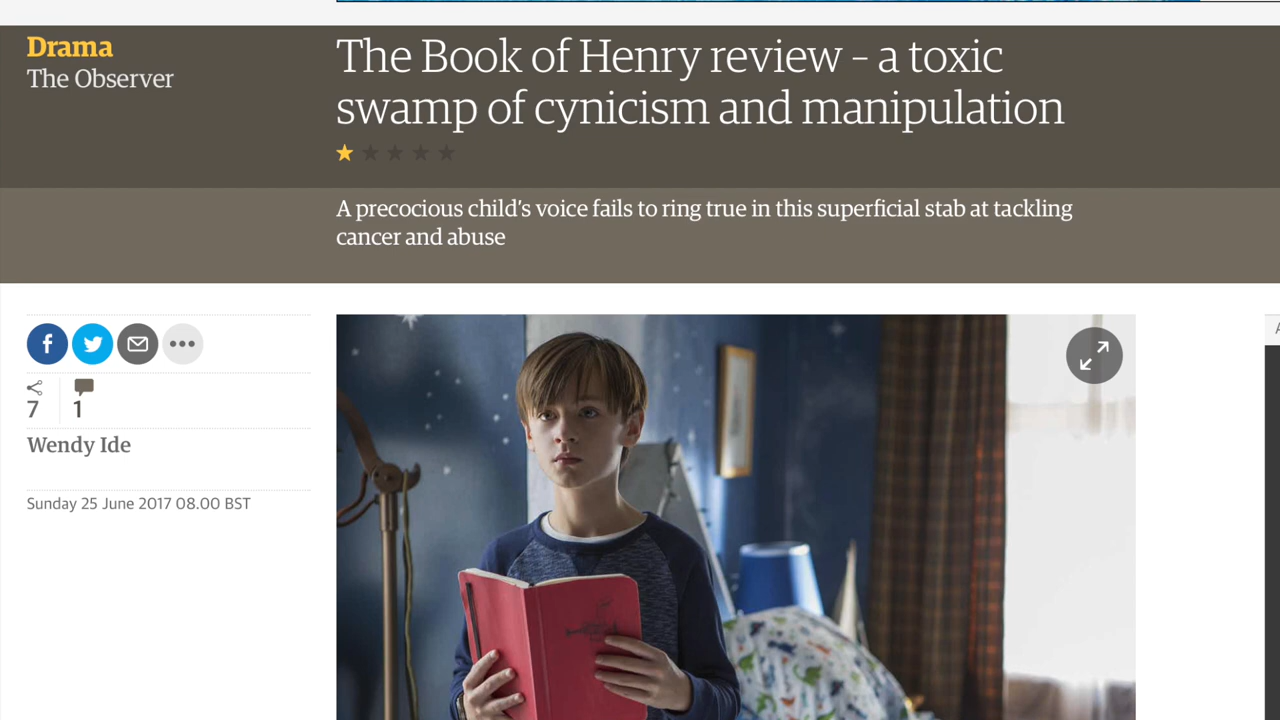 Drama
The Observer
The Book of Henry review – a toxic
swamp of cynicism and manipulation
A precocious child's voice fails to ring true in this superficial stab at tackling
cancer and abuse
7
1
Wendy Ide
Sunday 25 June 2017 08.00 BST